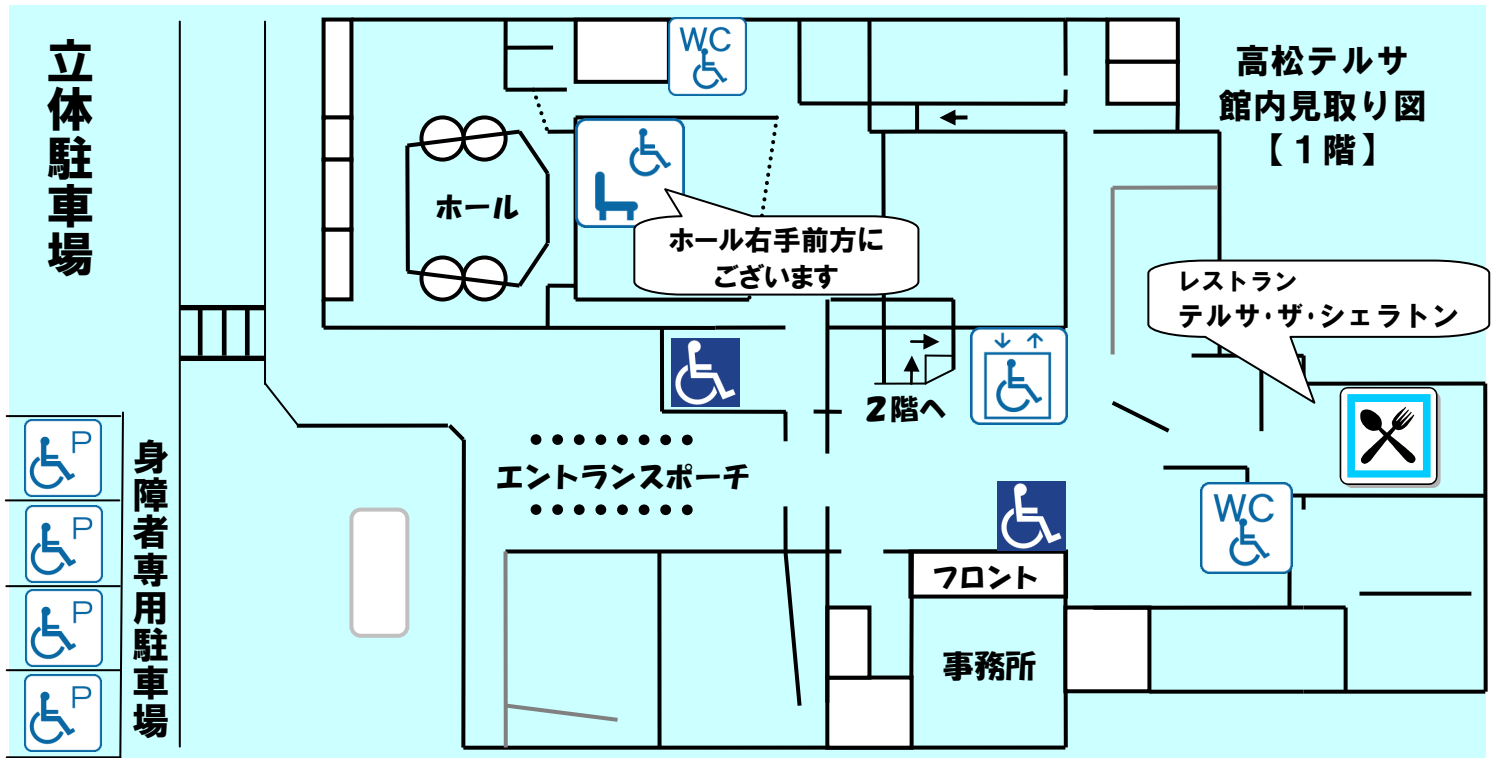 立体駐車場
高松テルサ
館内見取り図
【１階】
WC
ホール
ホール右手前方に
ございます
レストラン
テルサ・ザ・シェラトン
2階へ
エントランスポーチ
身障者専用駐車場
P
P
P
P
WC
フロント
事務所